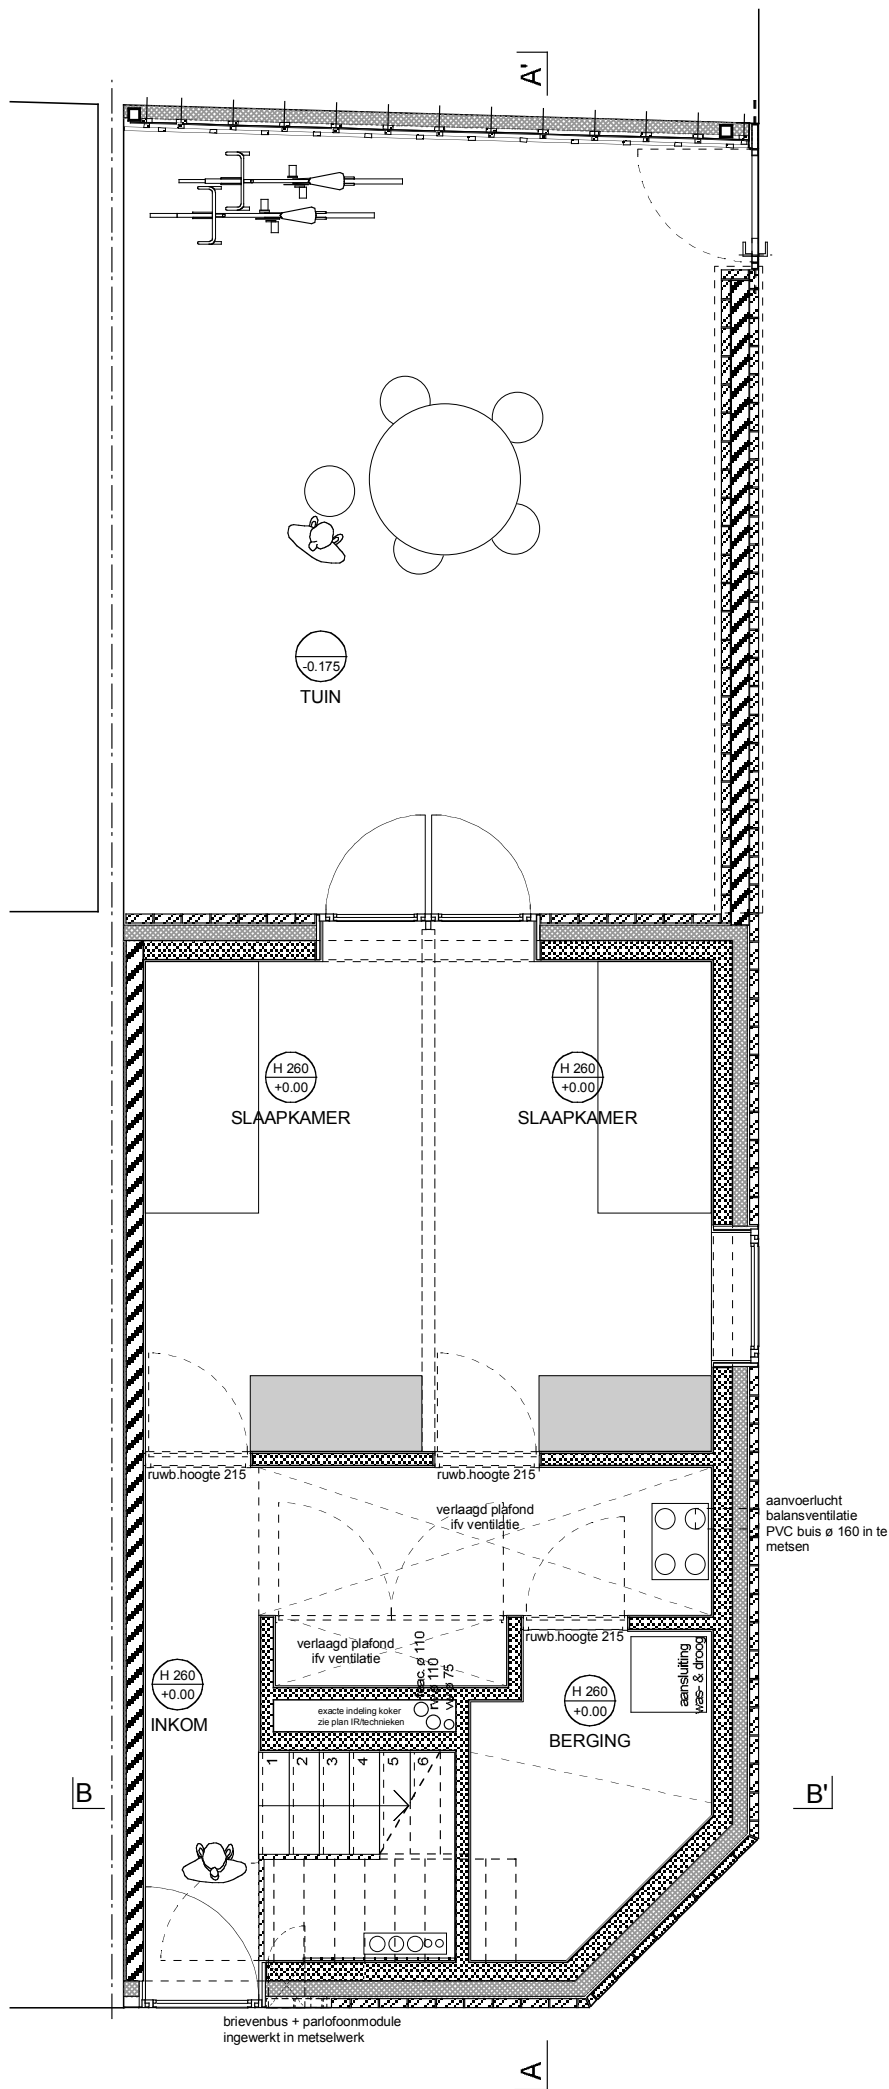 A'
-0.175
TUIN
H 260
+0.00
SLAAPKAMER
H 260
+0.00
SLAAPKAMER
ruwb.hoogte 215
ruwb.hoogte 215
verlaagd plafond
ifv ventilatie
aanvoerlucht
balansventilatie
PVC buis ø 160 in te
metsen
verlaagd plafond
ifv ventilatie
ruwb.hoogte 215
aansluiting
was- & droog
ø 110
ø 110
ø 75
H 260
+0.00
INKOM
exacte indeling koker
zie plan IR/technieken
H 260
+0.00
BERGING
1 2 3 4 5 6
B
B'
brievenbus + parlofoonmodule
ingewerkt in metselwerk
A